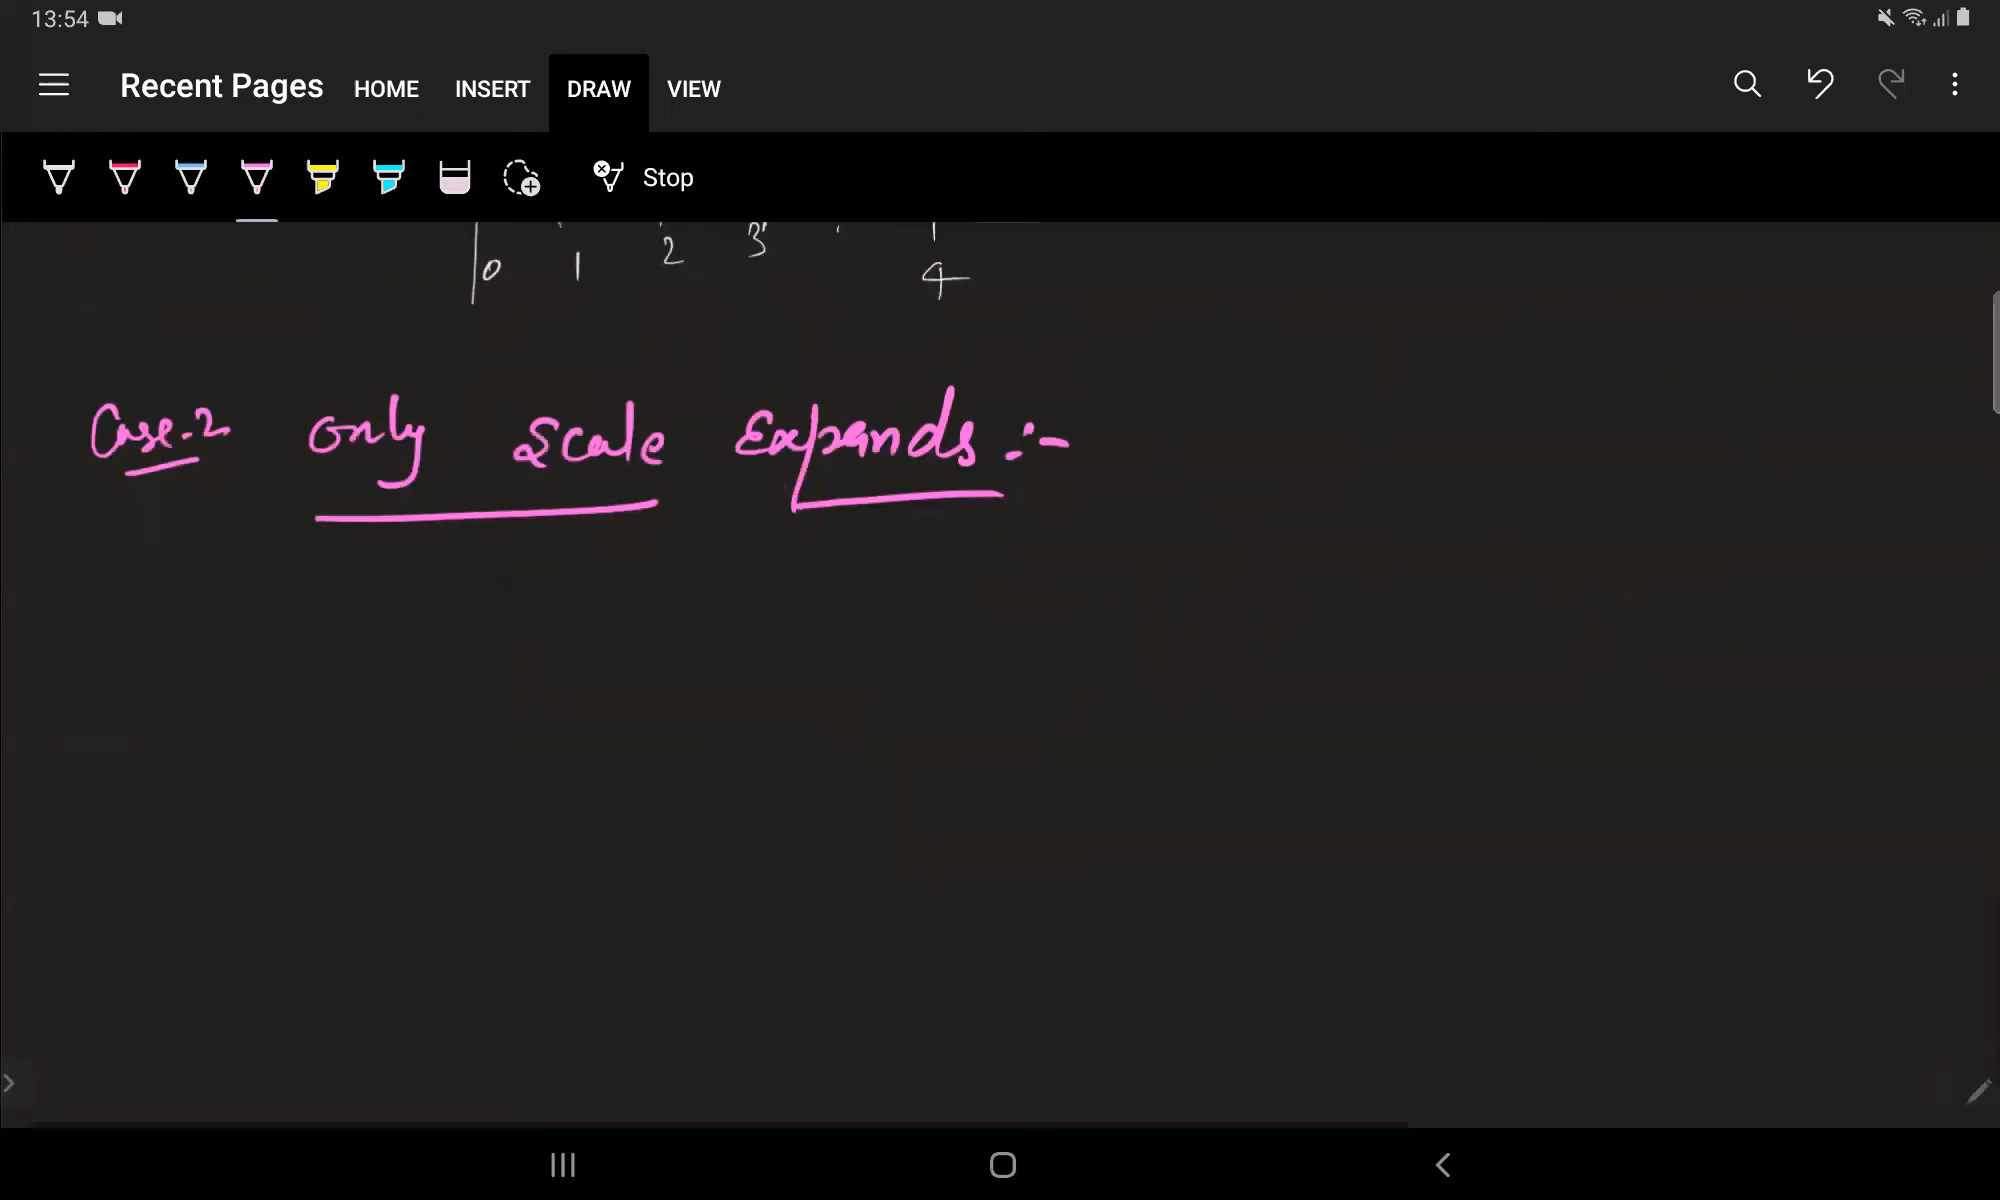 13:54
Recent Pages HOME INSERT DRAW VIEW
Stop
0 1 2 3 4
Case-2 Only Scale Expands :-